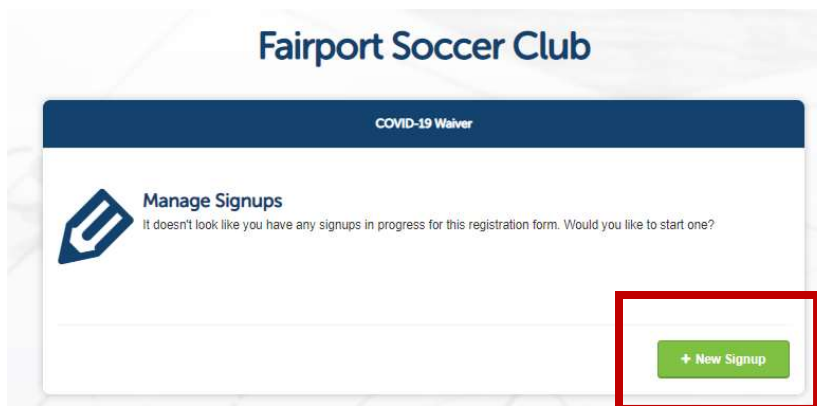 Fairport Soccer Club
COVID-19 Waiver
Manage Signups
It doesn't look like you have any signups in progress for this registration form. Would you like to start one?
+ New Signup